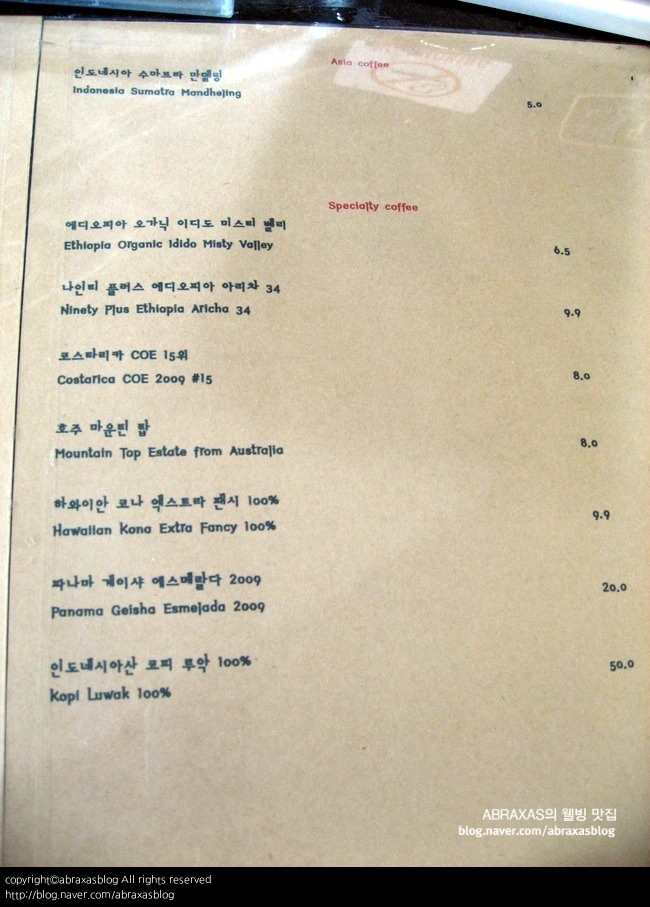 Asia coffee
인도네시아 수마트라 만델링
Indonesia Sumatra Mandheling
5.0
Specialty coffee
에디오피아 오가닉 이디도 미스티 밸리
Ethiopia Organic Idido Misty Valley
6.5
나인티 플러스 에디오피아 아리차 34
Ninety Plus Ethiopia Aricha 34
9.9
코스타리카 COE 15위
Costarica COE 2009 #15
8.0
호주 마운틴 탑
Mountain Top Estate from Australia
8.0
하와이안 코나 엑스트라 팬시 100%
Hawaiian Kona Extra Fancy 100%
9.9
파나마 게이샤 에스메랄다 2009
Panama Geisha Esmelada 2009
20.0
인도네시아산 코피 루왁 100%
Kopi Luwak 100%
50.0
ABRAXAS의 웰빙 맛집
blog.naver.com/abraxasblog
copyright©abraxasblog All rights reserved
http://blog.naver.com/abraxasblog